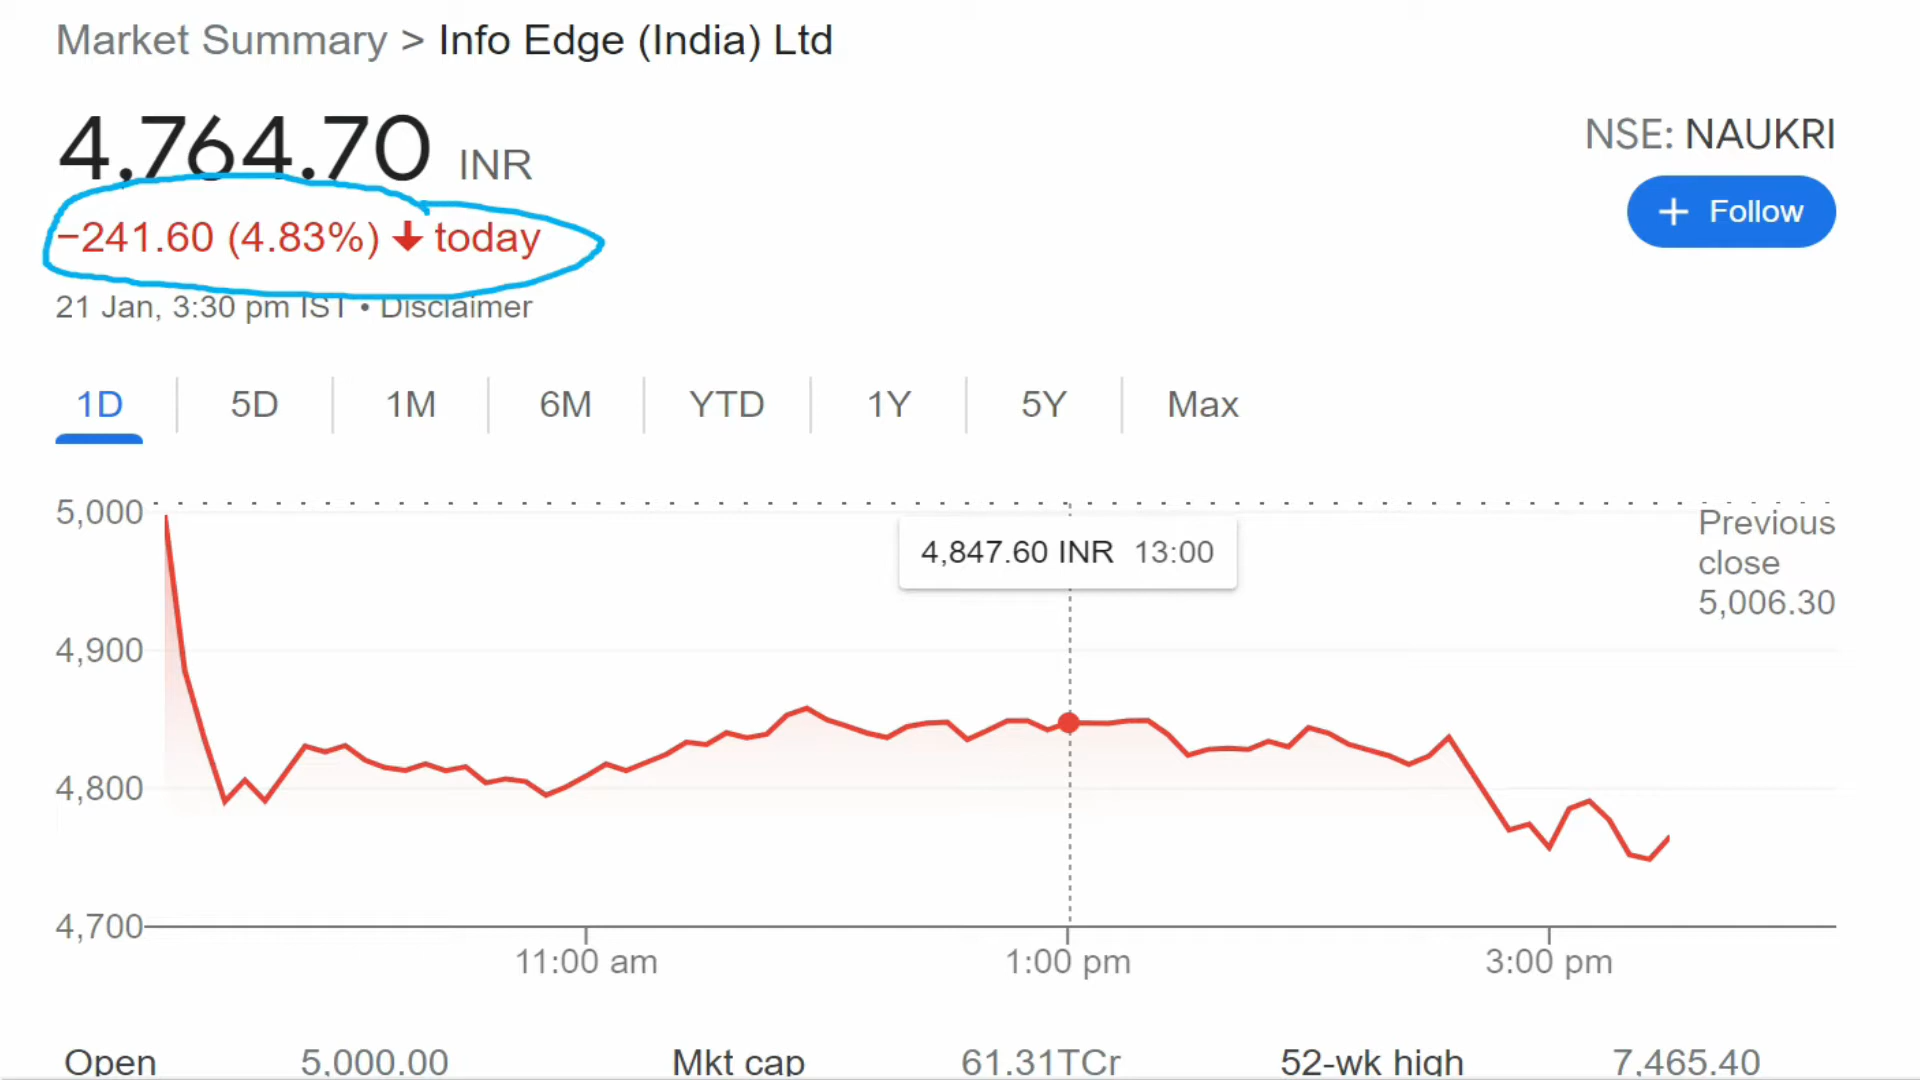 Market Summary > Info Edge (India) Ltd
4,764.70 INR
NSE: NAUKRI
+ Follow
−241.60 (4.83%) ↓ today
21 Jan, 3:30 pm IST • Disclaimer
1D 5D 1M 6M YTD 1Y 5Y Max
5,000
4,847.60 INR 13:00
Previous
close
5,006.30
4,900
4,800
4,700
11:00 am 1:00 pm 3:00 pm
Open 5,000.00 Mkt cap 61.31TCr 52-wk high 7,465.40